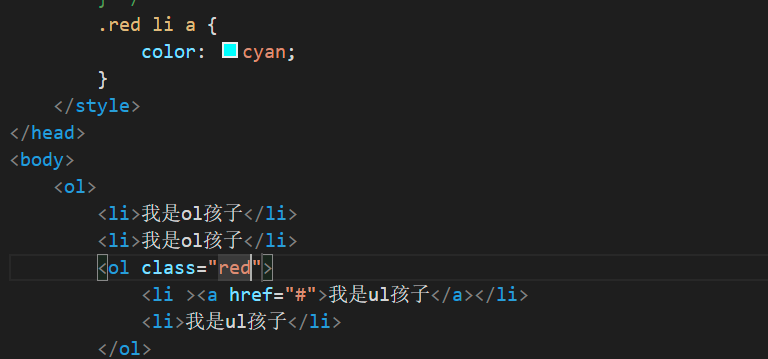 .red li a {
color: cyan;
}
</style>
</head>
<body>
<ol>
<li>我是ol孩子</li>
<li>我是ol孩子</li>
<ol class="red">
<li ><a href="#">我是ul孩子</a></li>
<li>我是ul孩子</li>
</ol>